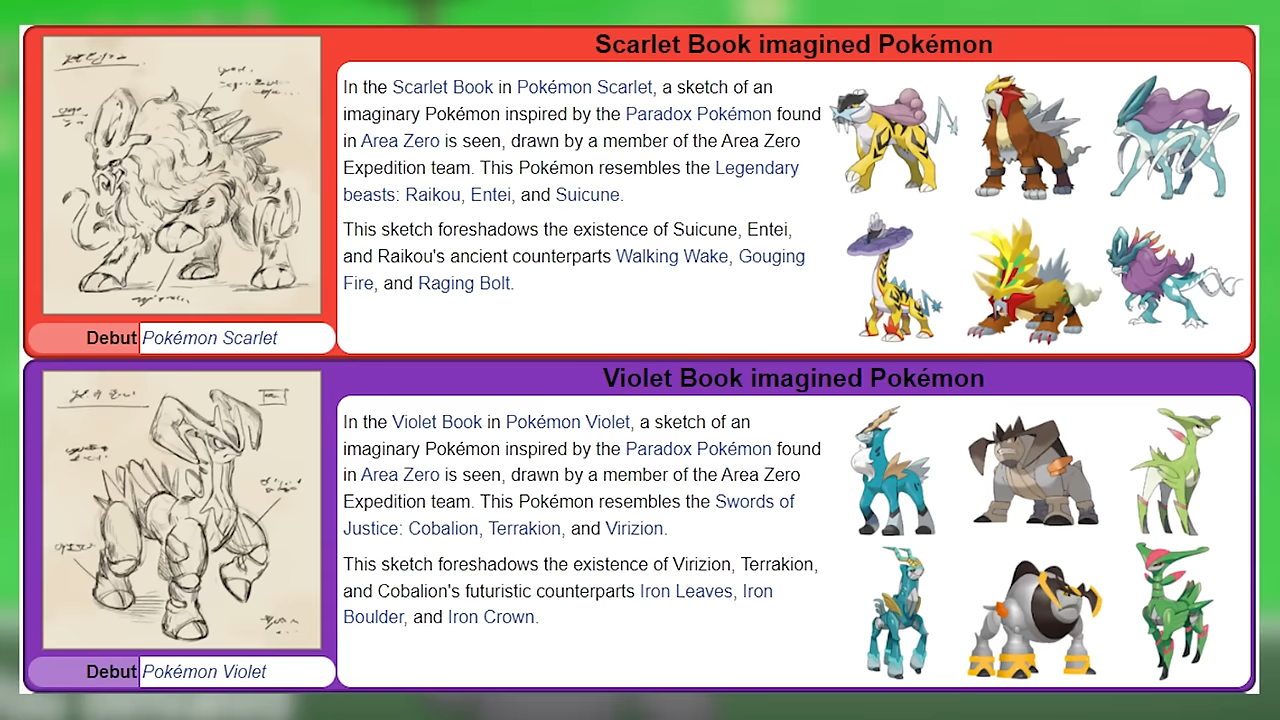 Scarlet Book imagined Pokémon
In the Scarlet Book in Pokémon Scarlet, a sketch of an
imaginary Pokémon inspired by the Paradox Pokémon found
in Area Zero is seen, drawn by a member of the Area Zero
Expedition team. This Pokémon resembles the Legendary
beasts: Raikou, Entei, and Suicune.
This sketch foreshadows the existence of Suicune, Entei,
and Raikou's ancient counterparts Walking Wake, Gouging
Fire, and Raging Bolt.
Debut Pokémon Scarlet
Violet Book imagined Pokémon
In the Violet Book in Pokémon Violet, a sketch of an
imaginary Pokémon inspired by the Paradox Pokémon found
in Area Zero is seen, drawn by a member of the Area Zero
Expedition team. This Pokémon resembles the Swords of
Justice: Cobalion, Terrakion, and Virizion.
This sketch foreshadows the existence of Virizion, Terrakion,
and Cobalion's futuristic counterparts Iron Leaves, Iron
Boulder, and Iron Crown.
Debut Pokémon Violet